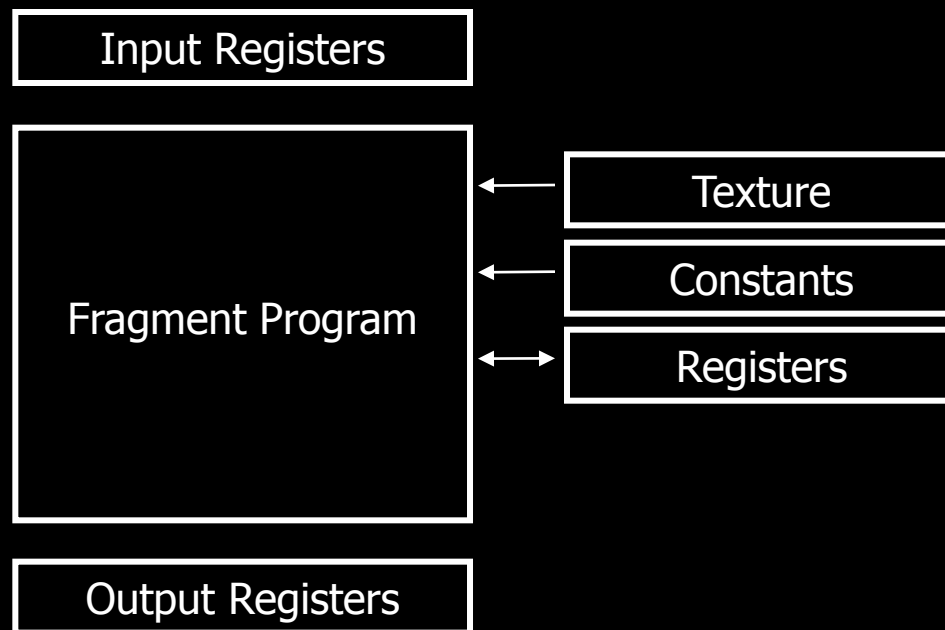 Input Registers
Texture
Constants
Fragment Program
Registers
Output Registers